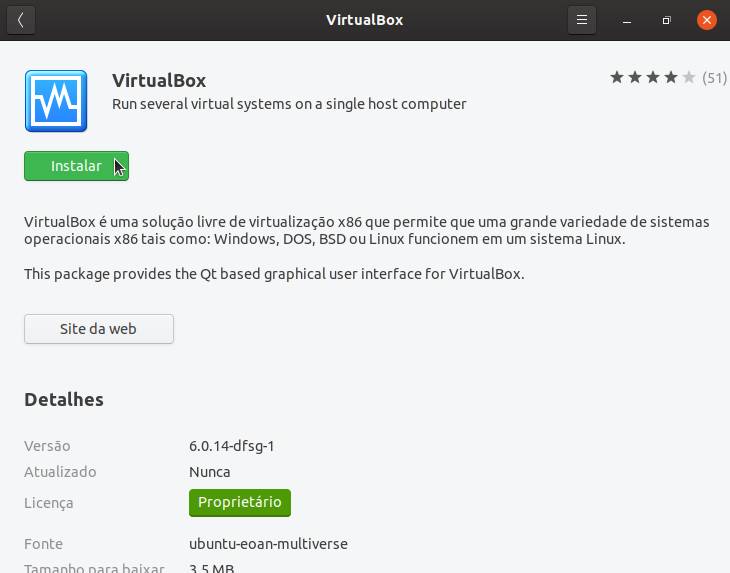 VirtualBox
VirtualBox
(51)
Run several virtual systems on a single host computer
Instalar
VirtualBox é uma solução livre de virtualização x86 que permite que uma grande variedade de sistemas
operacionais x86 tais como: Windows, DOS, BSD ou Linux funcionem em um sistema Linux.
This package provides the Qt based graphical user interface for VirtualBox.
Site da web
Detalhes
Versão 6.0.14-dfsg-1
Atualizado Nunca
Licença Proprietário
Fonte ubuntu-eoan-multiverse
Tamanho para baixar 3,5 MB